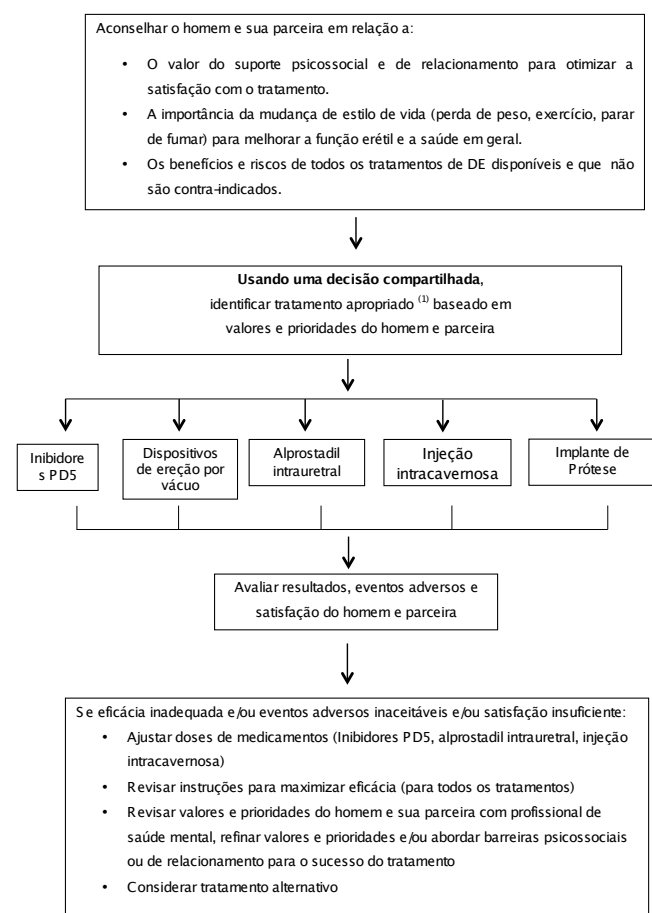 Aconselhar o homem e sua parceira em relação a:
• O valor do suporte psicossocial e de relacionamento para otimizar a
satisfação com o tratamento.
• A importância da mudança de estilo de vida (perda de peso, exercício, parar
de fumar) para melhorar a função erétil e a saúde em geral.
• Os benefícios e riscos de todos os tratamentos de DE disponíveis e que não
são contra-indicados.
Usando uma decisão compartilhada,
identificar tratamento apropriado (1) baseado em
valores e prioridades do homem e parceira
Inibidore
s PD5
Dispositivos
de ereção por
vácuo
Alprostadil
intrauretral
Injeção
intracavernosa
Implante de
Prótese
Avaliar resultados, eventos adversos e
satisfação do homem e parceira
Se eficácia inadequada e/ou eventos adversos inaceitáveis e/ou satisfação insuficiente:
• Ajustar doses de medicamentos (Inibidores PD5, alprostadil intrauretral, injeção
intracavernosa)
• Revisar instruções para maximizar eficácia (para todos os tratamentos)
• Revisar valores e prioridades do homem e sua parceira com profissional de
saúde mental, refinar valores e prioridades e/ou abordar barreiras psicossociais
ou de relacionamento para o sucesso do tratamento
• Considerar tratamento alternativo